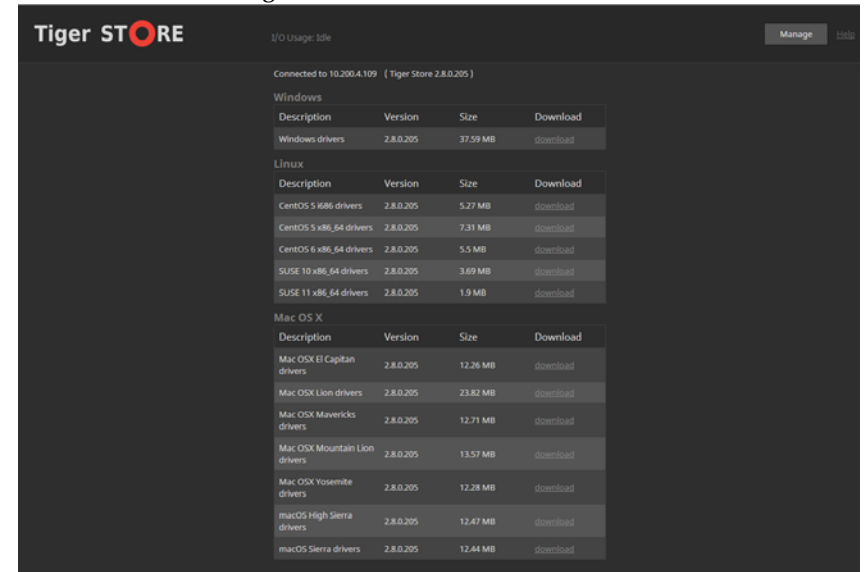 Tiger STORE
I/O Usage: Idle
Manage
Help
Connected to 10.200.4.109 ( Tiger Store 2.8.0.205 )
Windows
Description Version Size Download
Windows drivers 2.8.0.205 37.59 MB download
Linux
Description Version Size Download
CentOS 5 i686 drivers 2.8.0.205 5.27 MB download
CentOS 5 x86_64 drivers 2.8.0.205 7.31 MB download
CentOS 6 x86_64 drivers 2.8.0.205 5.5 MB download
SUSE 10 x86_64 drivers 2.8.0.205 3.69 MB download
SUSE 11 x86_64 drivers 2.8.0.205 1.9 MB download
Mac OS X
Description Version Size Download
Mac OSX El Capitan
drivers 2.8.0.205 12.26 MB download
Mac OSX Lion drivers 2.8.0.205 23.82 MB download
Mac OSX Mavericks
drivers 2.8.0.205 12.71 MB download
Mac OSX Mountain Lion
drivers 2.8.0.205 13.57 MB download
Mac OSX Yosemite
drivers 2.8.0.205 12.28 MB download
macOS High Sierra
drivers 2.8.0.205 12.47 MB download
macOS Sierra drivers 2.8.0.205 12.44 MB download